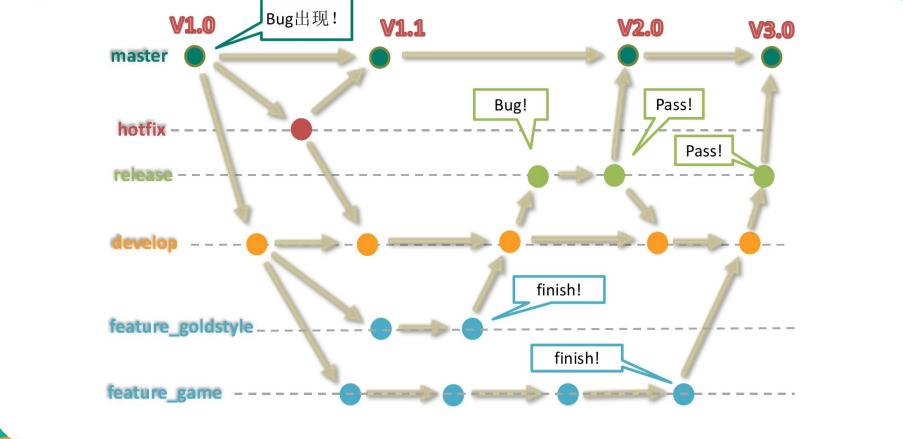 V1.0
Bug出现！
V1.1
V2.0
V3.0
master
Bug!
Pass!
hotfix
Pass!
release
develop
finish!
feature_goldstyle
finish!
feature_game